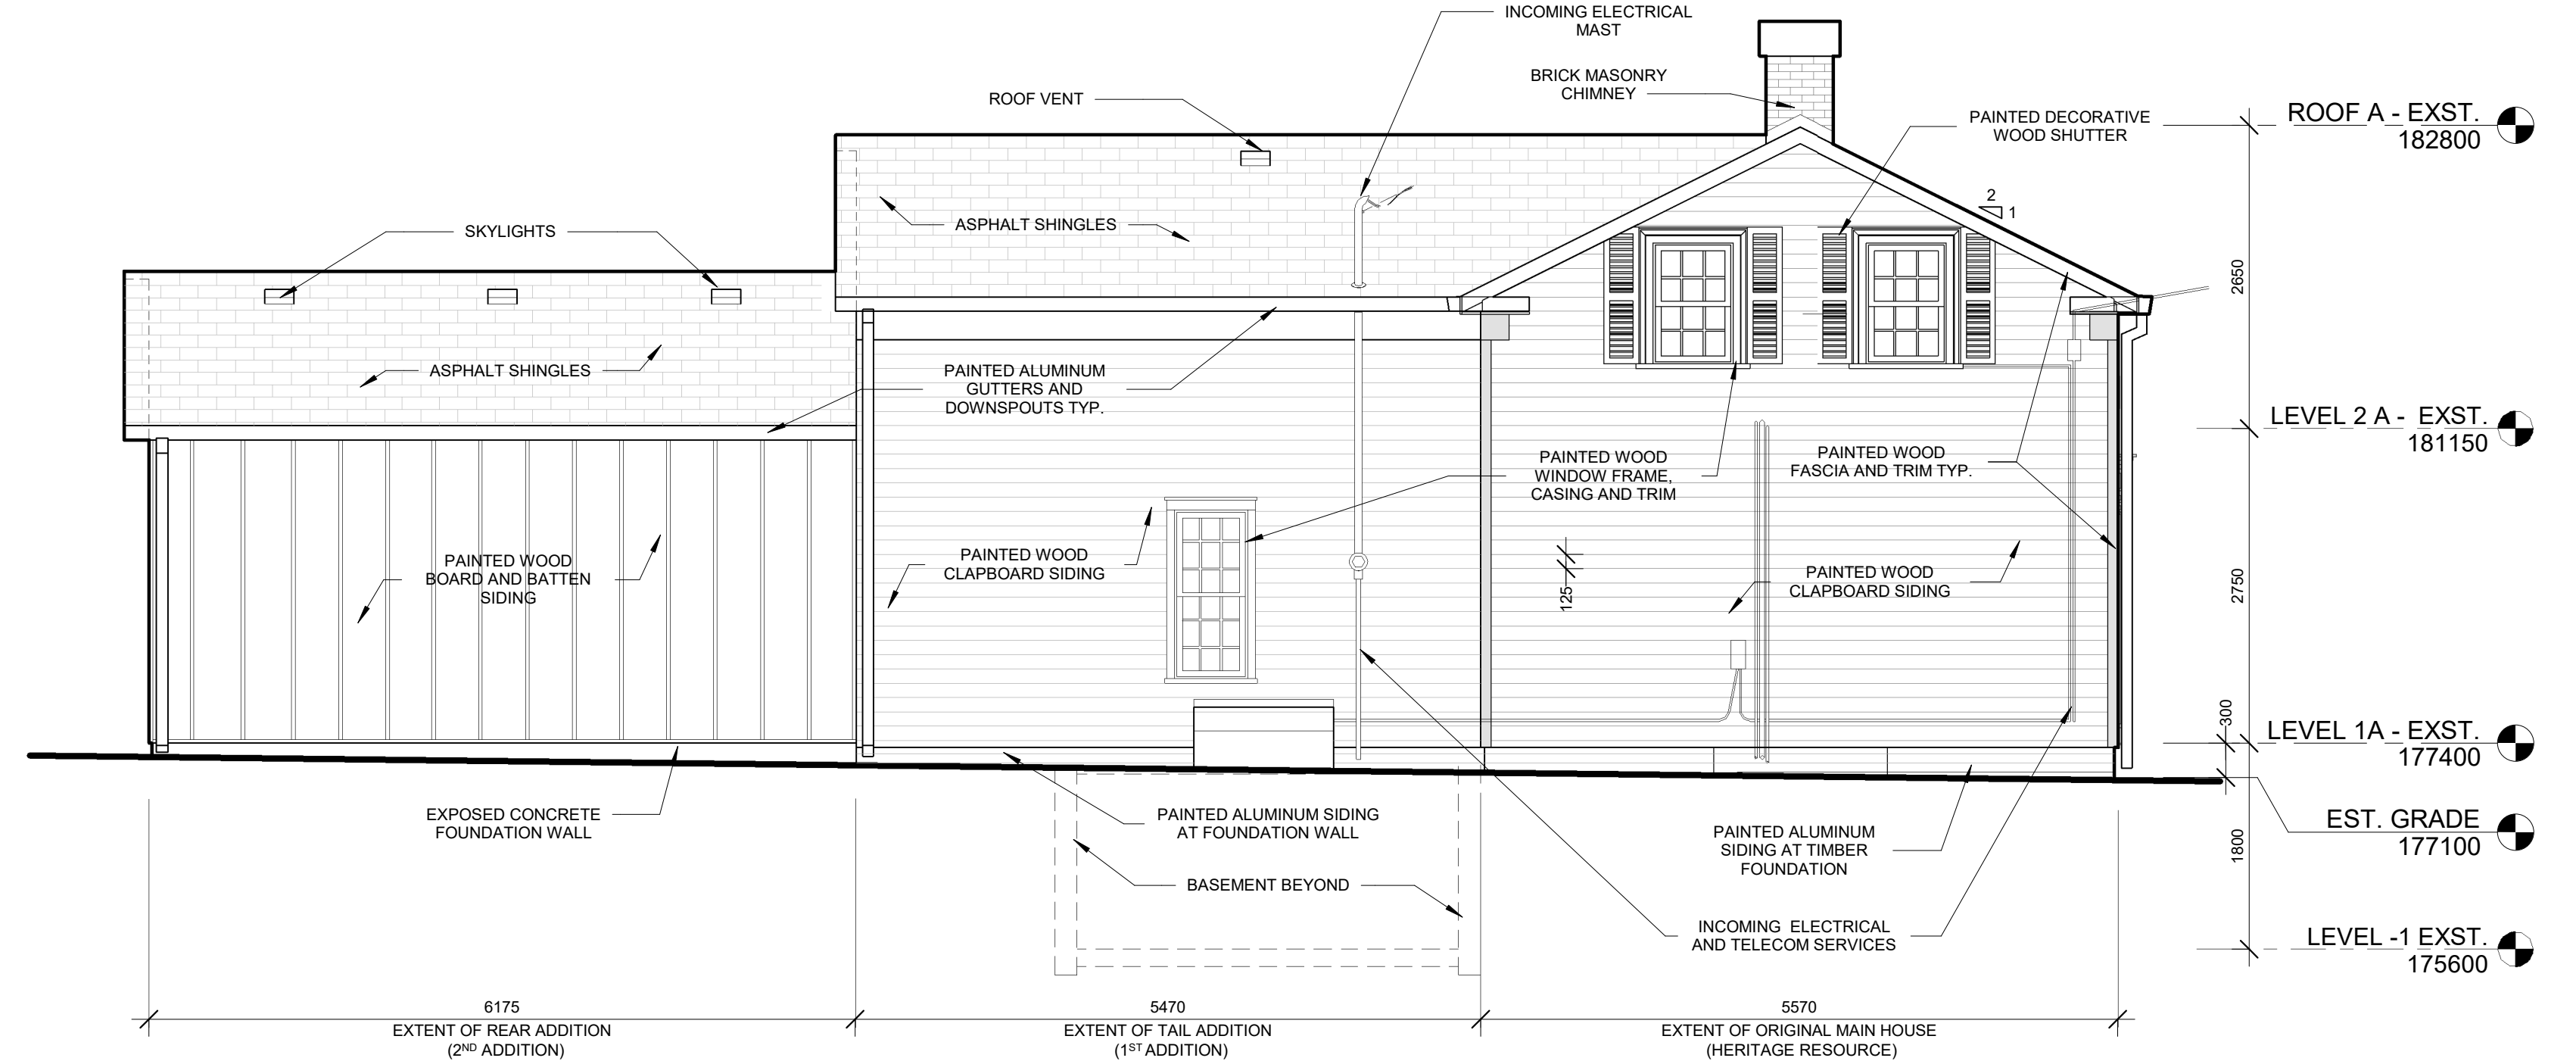 INCOMING ELECTRICAL
MAST
BRICK MASONRY
CHIMNEY
ROOF VENT
PAINTED DECORATIVE
WOOD SHUTTER
ROOF A - EXST.
182800
2
1
ASPHALT SHINGLES
SKYLIGHTS
2650
ASPHALT SHINGLES
PAINTED ALUMINUM
GUTTERS AND
DOWNSPOUTS TYP.
LEVEL 2 A - EXST.
181150
PAINTED WOOD
WINDOW FRAME,
CASING AND TRIM
PAINTED WOOD
FASCIA AND TRIM TYP.
PAINTED WOOD
BOARD AND BATTEN
SIDING
PAINTED WOOD
CLAPBOARD SIDING
125
PAINTED WOOD
CLAPBOARD SIDING
2750
300
LEVEL 1A - EXST.
177400
EXPOSED CONCRETE
FOUNDATION WALL
PAINTED ALUMINUM SIDING
AT FOUNDATION WALL
PAINTED ALUMINUM
SIDING AT TIMBER
FOUNDATION
EST. GRADE
177100
1800
BASEMENT BEYOND
INCOMING ELECTRICAL
AND TELECOM SERVICES
LEVEL -1 EXST.
175600
6175
EXTENT OF REAR ADDITION
(2ND ADDITION)
5470
EXTENT OF TAIL ADDITION
(1ST ADDITION)
5570
EXTENT OF ORIGINAL MAIN HOUSE
(HERITAGE RESOURCE)